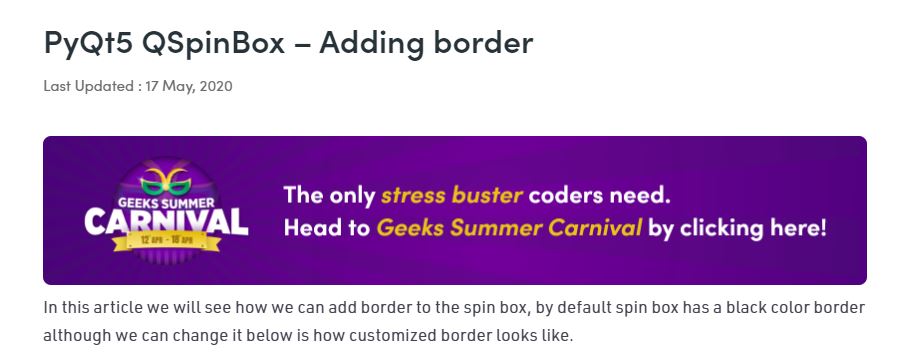 PyQt5 QSpinBox – Adding border
Last Updated : 17 May, 2020
GEEKS SUMMER
CARNIVAL
12 APR - 18 APR
The only stress buster coders need.
Head to Geeks Summer Carnival by clicking here!
In this article we will see how we can add border to the spin box, by default spin box has a black color border
although we can change it below is how customized border looks like.